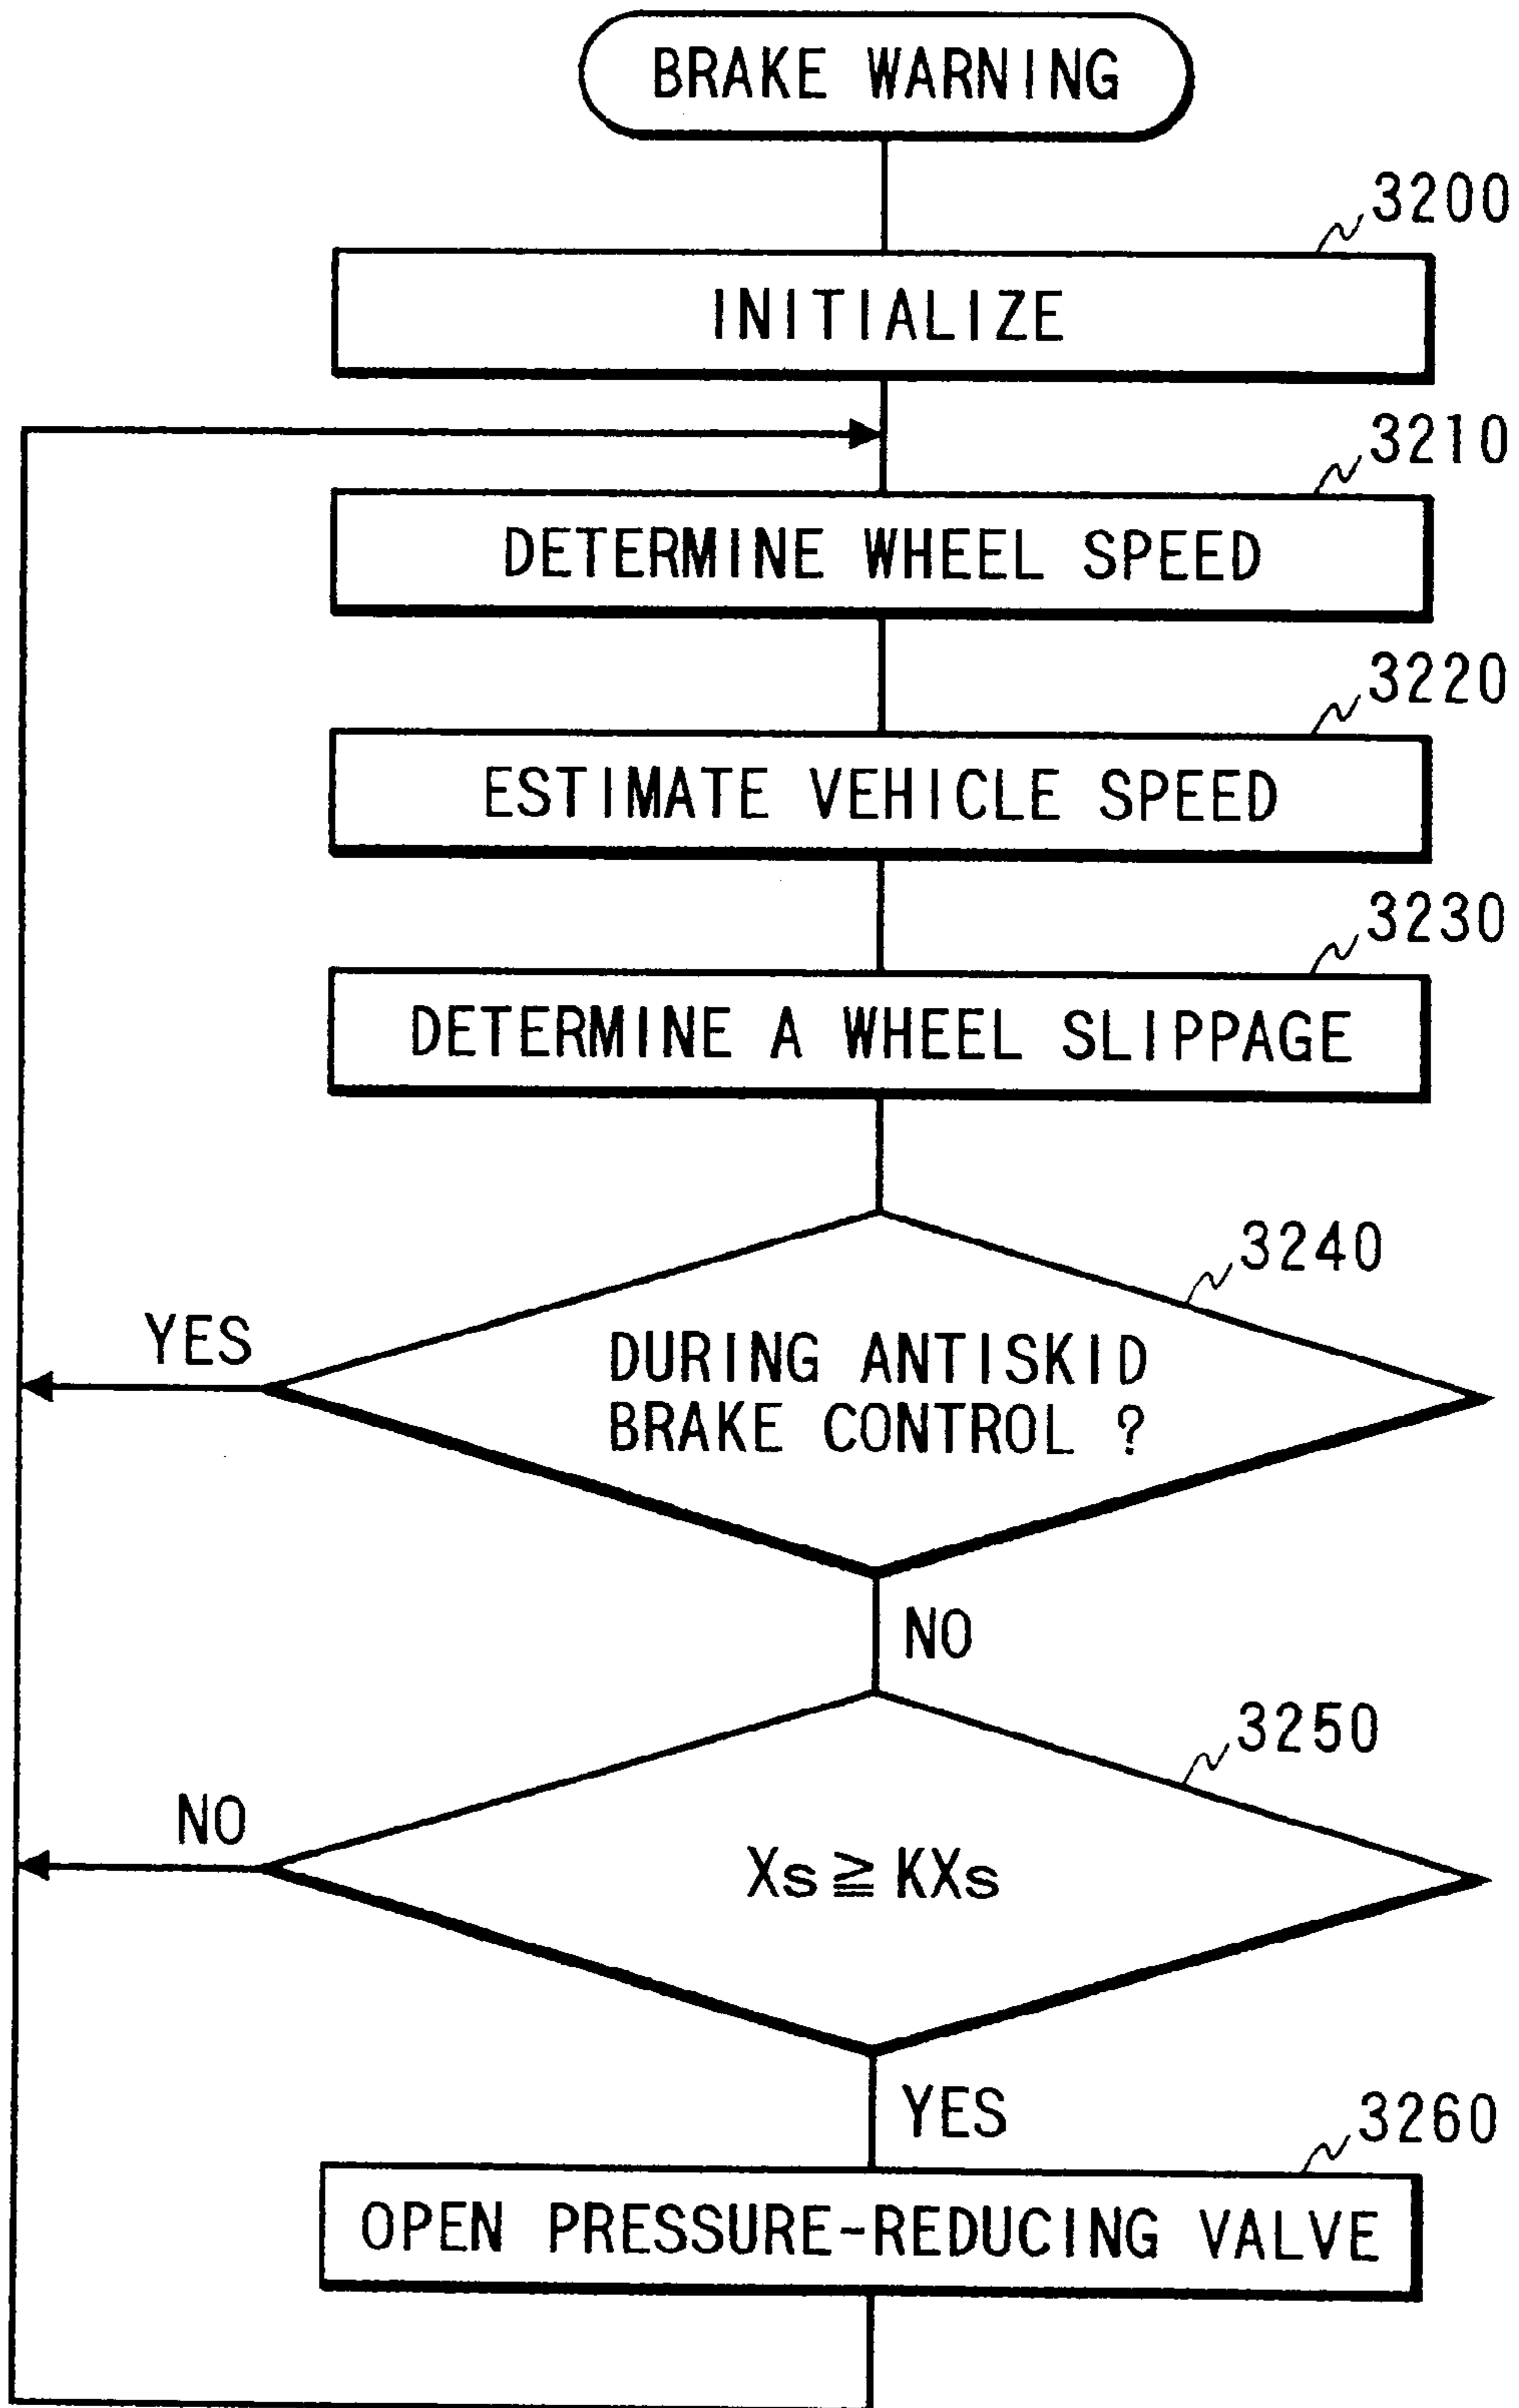 BRAKE WARNING
3200
INITIALIZE
3210
DETERMINE WHEEL SPEED
3220
ESTIMATE VEHICLE SPEED
3230
DETERMINE A WHEEL SLIPPAGE
3240
YES
DURING ANTISKID
BRAKE CONTROL ?
NO
3250
NO
Xs ≧ KXs
YES
3260
OPEN PRESSURE-REDUCING VALVE